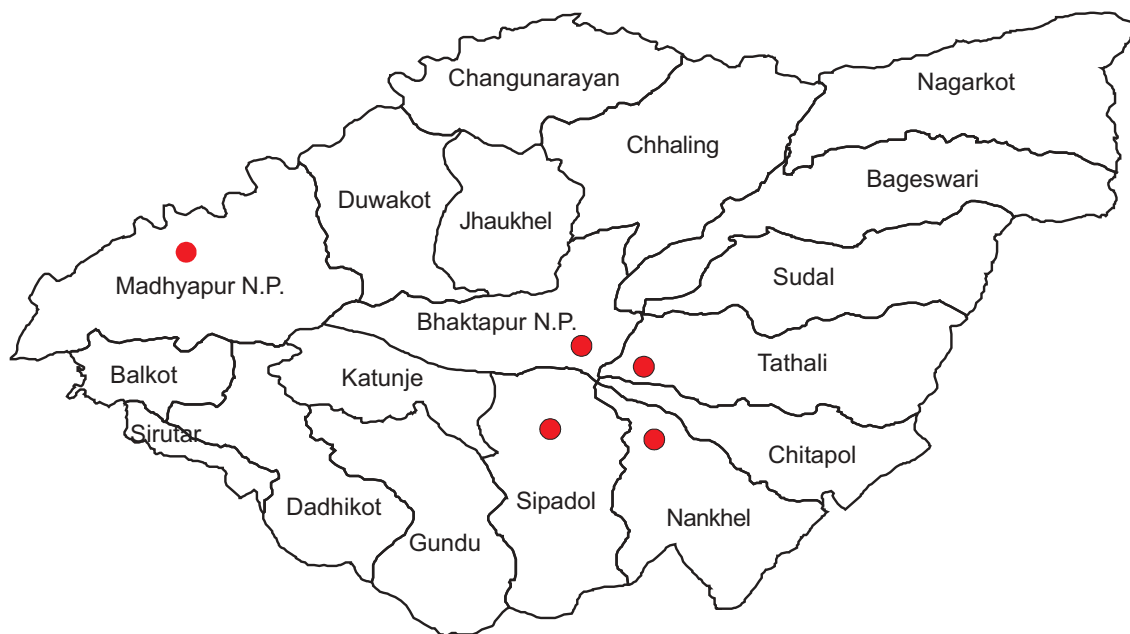 Changunarayan
Nagarkot
Chhaling
Bageswari
Duwakot
Jhaukhel
Sudal
Madhyapur N.P.
Bhaktapur N.P.
Tathali
Balkot
Katunje
Sirutar
Chitapol
Dadhikot
Sipadol
Nankhel
Gundu